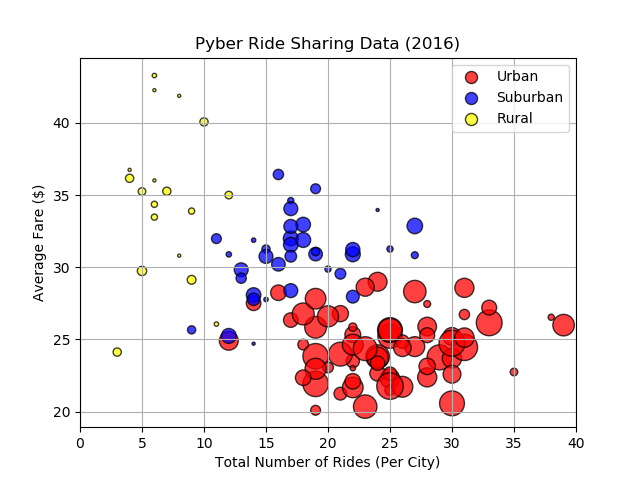 Pyber Ride Sharing Data (2016)
Urban
Suburban
Rural
40
35
30
25
20
Average Fare ($)
0 5 10 15 20 25 30 35 40
Total Number of Rides (Per City)